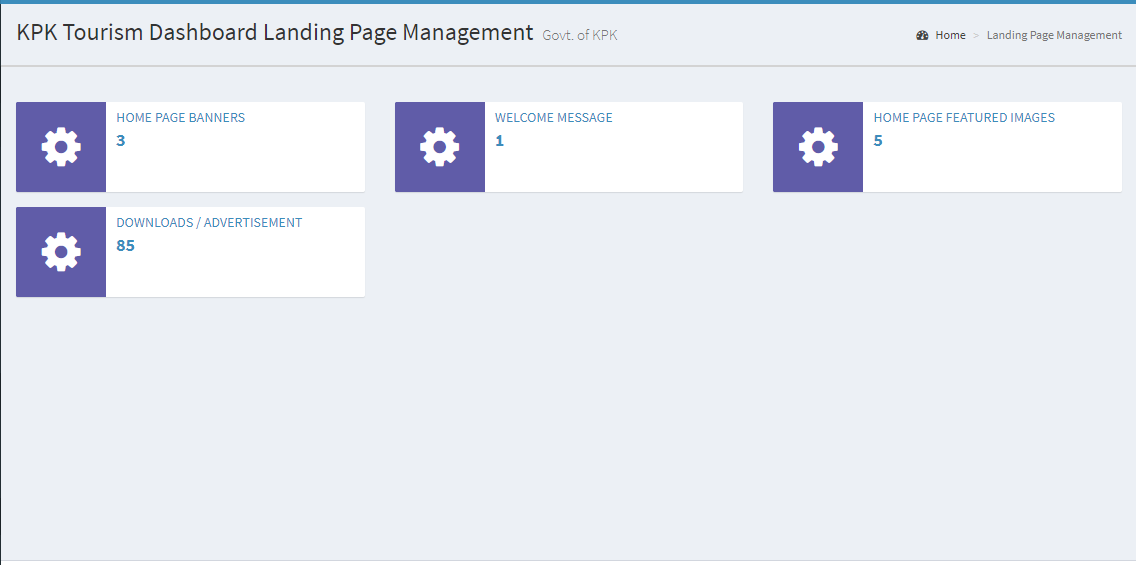 KPK Tourism Dashboard Landing Page Management Govt. of KPK
Home > Landing Page Management
HOME PAGE BANNERS
3
WELCOME MESSAGE
1
HOME PAGE FEATURED IMAGES
5
DOWNLOADS / ADVERTISEMENT
85